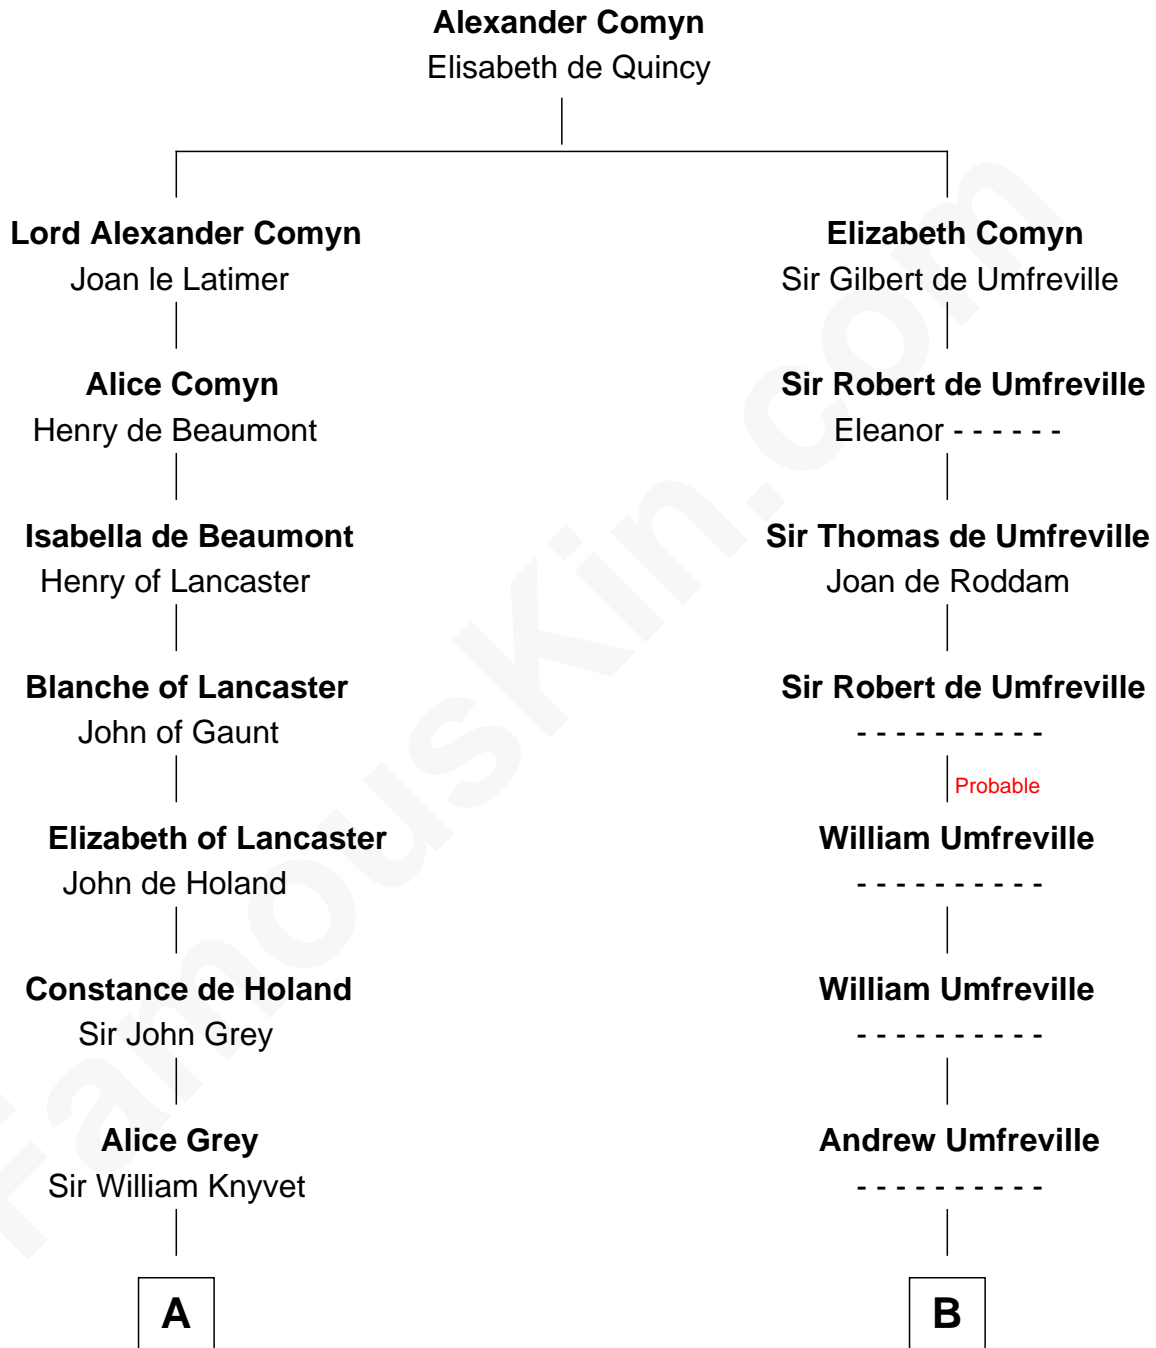 Alexander Comyn
Elisabeth de Quincy
Lord Alexander Comyn
Joan le Latimer
Alice Comyn
Henry de Beaumont
Isabella de Beaumont
Henry of Lancaster
Blanche of Lancaster
John of Gaunt
Elizabeth of Lancaster
John de Holand
Constance de Holand
Sir John Grey
Alice Grey
Sir William Knyvet
A
Elizabeth Comyn
Sir Gilbert de Umfreville
Sir Robert de Umfreville
Eleanor - - - - - -
Sir Thomas de Umfreville
Joan de Roddam
Sir Robert de Umfreville
- - - - - - - - - -
Probable
William Umfreville
- - - - - - - - - -
William Umfreville
- - - - - - - - - -
Andrew Umfreville
- - - - - - - - - -
B
FamousKin.com